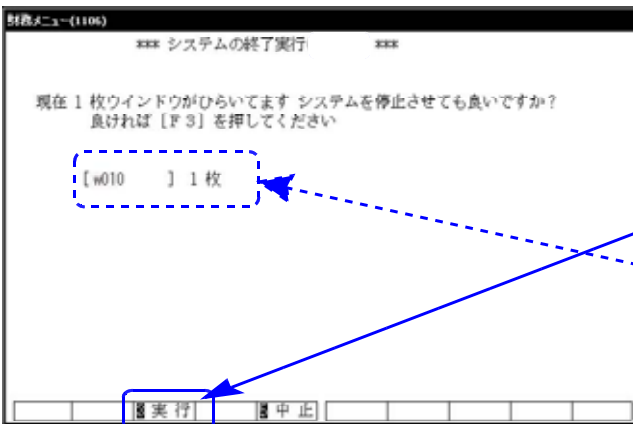 財務メニュー(1106)
*** システムの終了実行 ***
現在 1 枚ウインドウがひらいてます システムを停止させても良いですか？
良ければ [F 3] を押してください
[ w010 ] 1 枚
実 行 中 止